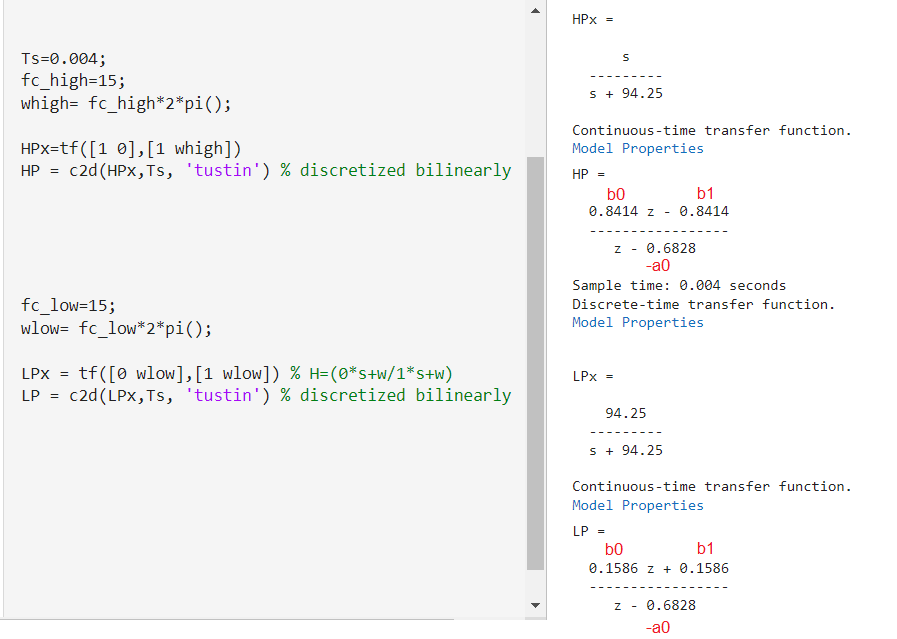 Ts=0.004;
fc_high=15;
whigh= fc_high*2*pi();
HPx=tf([1 0],[1 whigh])
HP = c2d(HPx,Ts, 'tustin') % discretized bilinearly
fc_low=15;
wlow= fc_low*2*pi();
LPx = tf([0 wlow],[1 wlow]) % H=(0*s+w/1*s+w)
LP = c2d(LPx,Ts, 'tustin') % discretized bilinearly
HPx =
s
---------
s + 94.25
Continuous-time transfer function.
Model Properties
HP =
b0 b1
0.8414 z - 0.8414
-----------------
z - 0.6828
-a0
Sample time: 0.004 seconds
Discrete-time transfer function.
Model Properties
LPx =
94.25
---------
s + 94.25
Continuous-time transfer function.
Model Properties
LP =
b0 b1
0.1586 z + 0.1586
-----------------
z - 0.6828
-a0